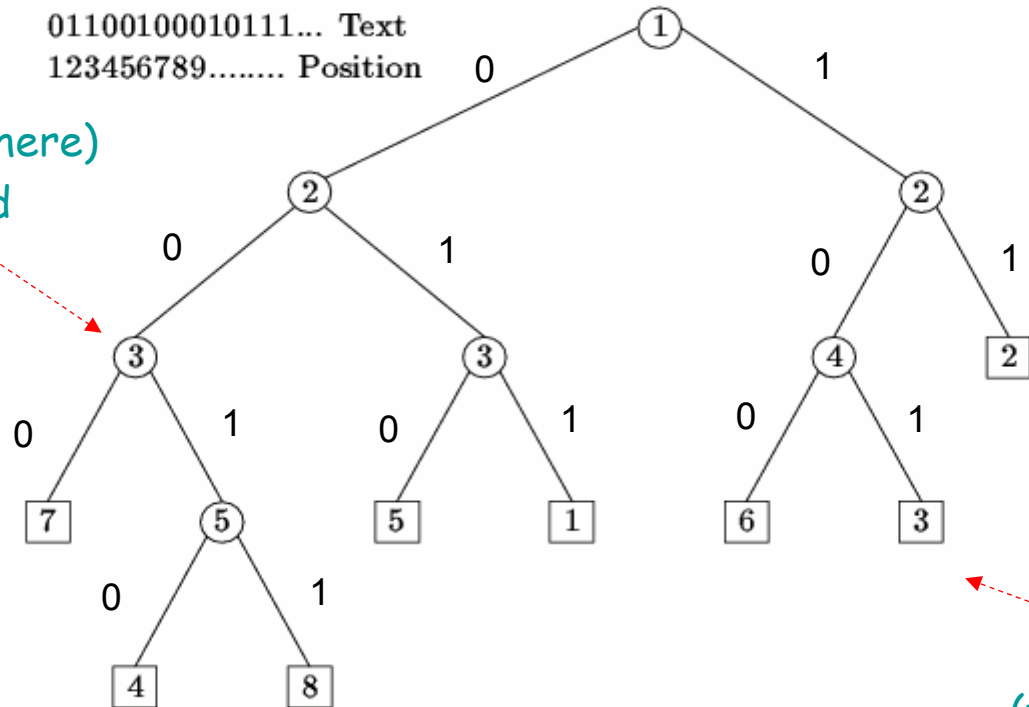 01100100010111... Text
123456789........ Position
1
0 1
here)
2 2
0 1 0 1
3 3 4 2
0 1 0 1 0 1
7 5 5 1 6 3
0 1
4 8